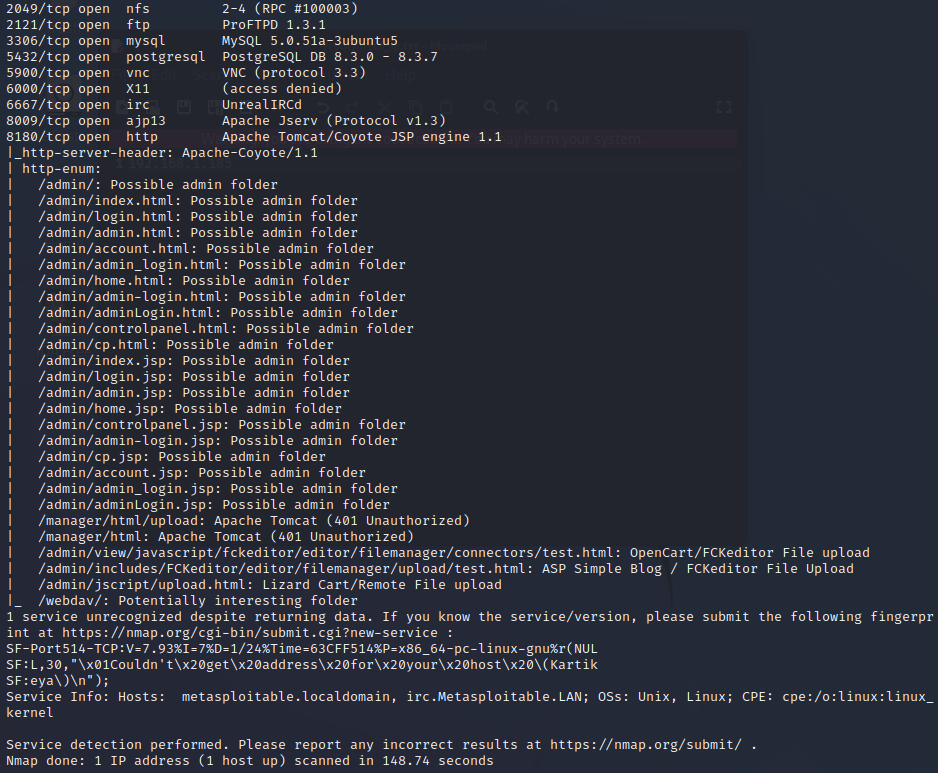 2049/tcp open  nfs         2-4 (RPC #100003)
2121/tcp open  ftp         ProFTPD 1.3.1
3306/tcp open  mysql       MySQL 5.0.51a-3ubuntu5
5432/tcp open  postgresql  PostgreSQL DB 8.3.0 - 8.3.7
5900/tcp open  vnc         VNC (protocol 3.3)
6000/tcp open  X11         (access denied)
6667/tcp open  irc         UnrealIRCd
8009/tcp open  ajp13       Apache Jserv (Protocol v1.3)
8180/tcp open  http        Apache Tomcat/Coyote JSP engine 1.1
|_http-server-header: Apache-Coyote/1.1
| http-enum:
|   /admin/: Possible admin folder
|   /admin/index.html: Possible admin folder
|   /admin/login.html: Possible admin folder
|   /admin/admin.html: Possible admin folder
|   /admin/account.html: Possible admin folder
|   /admin/admin_login.html: Possible admin folder
|   /admin/home.html: Possible admin folder
|   /admin/admin-login.html: Possible admin folder
|   /admin/adminLogin.html: Possible admin folder
|   /admin/controlpanel.html: Possible admin folder
|   /admin/cp.html: Possible admin folder
|   /admin/index.jsp: Possible admin folder
|   /admin/login.jsp: Possible admin folder
|   /admin/admin.jsp: Possible admin folder
|   /admin/home.jsp: Possible admin folder
|   /admin/controlpanel.jsp: Possible admin folder
|   /admin/admin-login.jsp: Possible admin folder
|   /admin/cp.jsp: Possible admin folder
|   /admin/account.jsp: Possible admin folder
|   /admin/admin_login.jsp: Possible admin folder
|   /admin/adminLogin.jsp: Possible admin folder
|   /manager/html/upload: Apache Tomcat (401 Unauthorized)
|   /manager/html: Apache Tomcat (401 Unauthorized)
|   /admin/view/javascript/fckeditor/editor/filemanager/connectors/test.html: OpenCart/FCKeditor File upload
|   /admin/includes/FCKeditor/editor/filemanager/upload/test.html: ASP Simple Blog / FCKeditor File Upload
|   /admin/jscript/upload.html: Lizard Cart/Remote File upload
|_  /webdav/: Potentially interesting folder
1 service unrecognized despite returning data. If you know the service/version, please submit the following fingerpr
int at https://nmap.org/cgi-bin/submit.cgi?new-service :
SF-Port514-TCP:V=7.93%I=7%D=1/24%Time=63CFF514%P=x86_64-pc-linux-gnu%r(NUL
SF:L,30,"\x01Couldn't\x20get\x20address\x20for\x20your\x20host\x20\(Kartik
SF:eya\)\n");
Service Info: Hosts:  metasploitable.localdomain, irc.Metasploitable.LAN; OSs: Unix, Linux; CPE: cpe:/o:linux:linux_
kernel
Service detection performed. Please report any incorrect results at https://nmap.org/submit/ .
Nmap done: 1 IP address (1 host up) scanned in 148.74 seconds